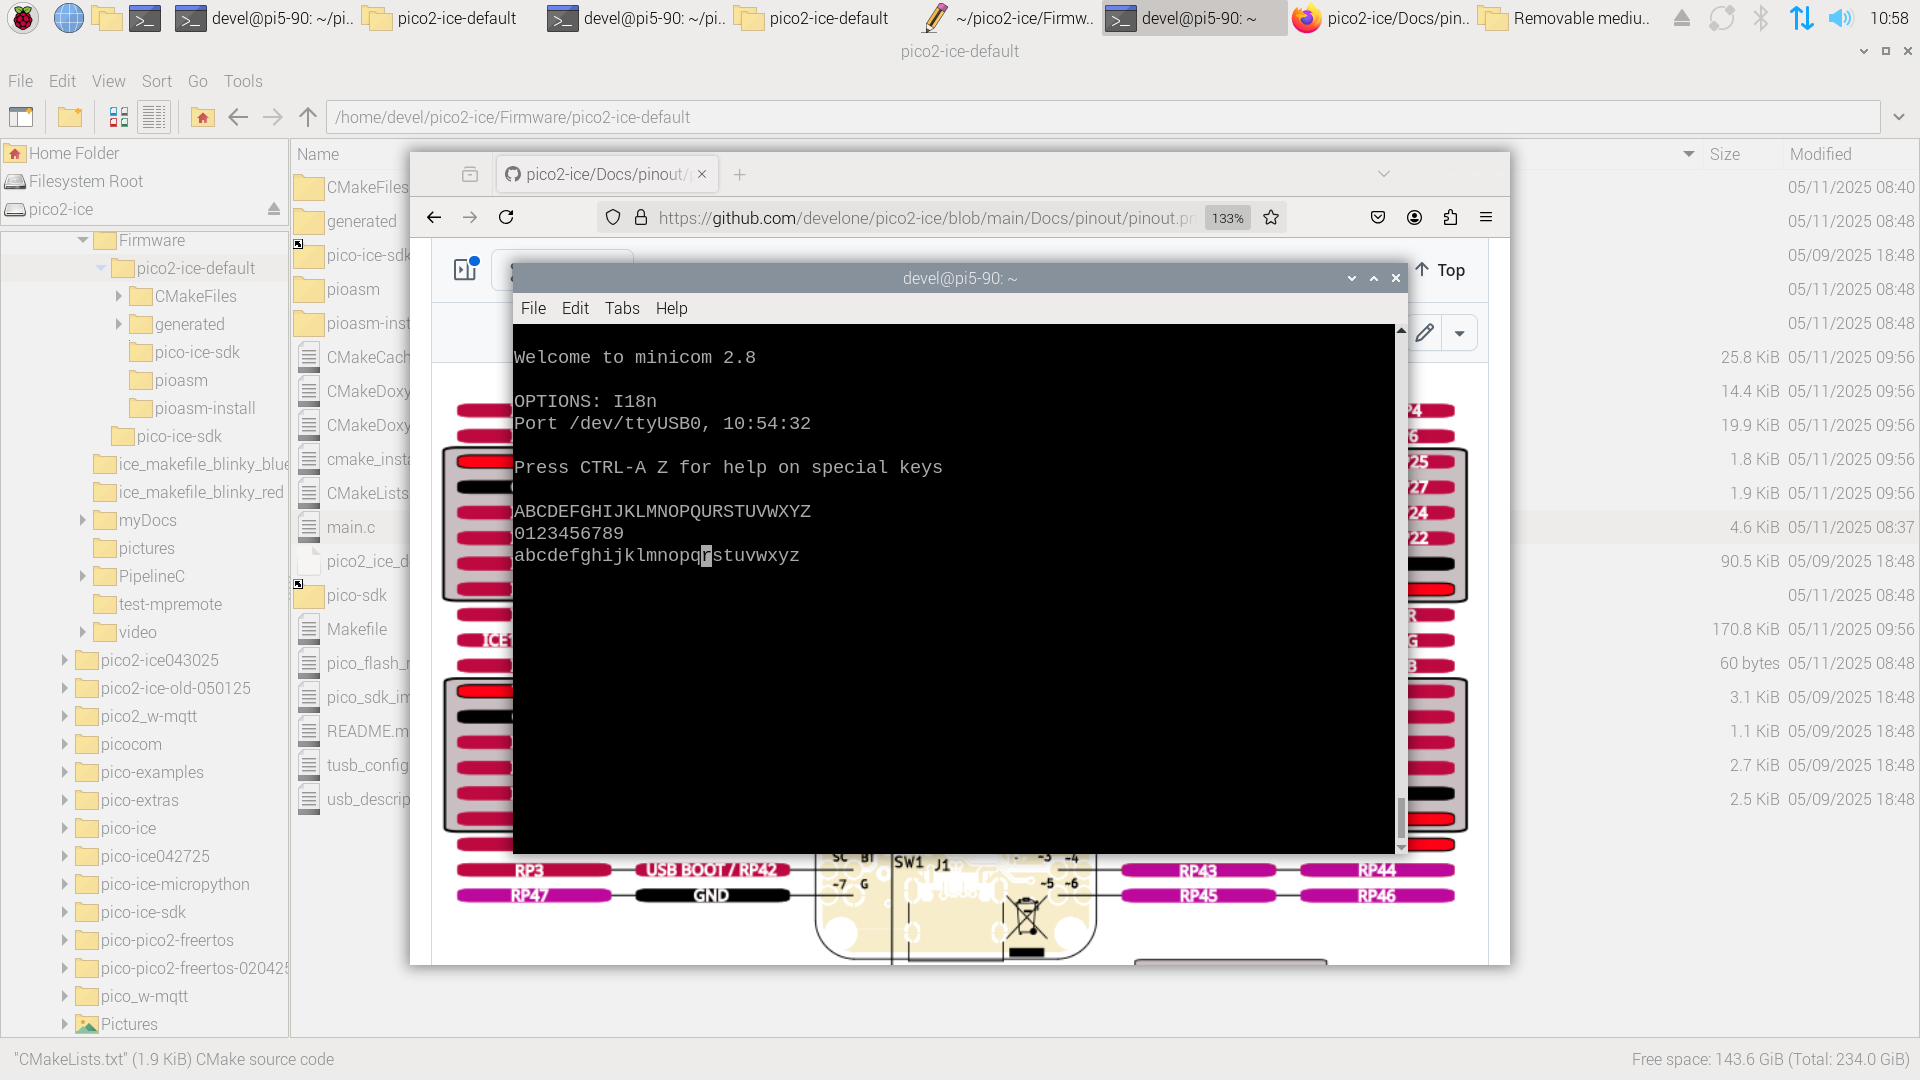 devel@pi5-90: ~/pi..
pico2-ice-default
devel@pi5-90: ~/pi..
pico2-ice-default
~/pico2-ice/Firmw..
devel@pi5-90: ~
pico2-ice/Docs/pin..
Removable mediu..
10:58
pico2-ice-default
File Edit View Sort Go Tools
/home/devel/pico2-ice/Firmware/pico2-ice-default
Home Folder
Filesystem Root
pico2-ice
Firmware
pico2-ice-default
CMakeFiles
generated
pico-ice-sdk
pioasm
pioasm-install
pico-ice-sdk
ice_makefile_blinky_blue
ice_makefile_blinky_red
myDocs
pictures
PipelineC
test-mpremote
video
pico2-ice043025
pico2-ice-old-050125
pico2_w-mqtt
picocom
pico-examples
pico-extras
pico-ice
pico-ice042725
pico-ice-micropython
pico-ice-sdk
pico-pico2-freertos
pico-pico2-freertos-020425
pico_w-mqtt
Pictures
Name Size Modified
CMakeFiles 05/11/2025 08:40
generated 05/11/2025 08:48
pico-ice-sdk 05/09/2025 18:48
pioasm 05/11/2025 08:48
pioasm-inst 05/11/2025 08:48
CMakeCach 25.8 KiB 05/11/2025 09:56
CMakeDoxy 14.4 KiB 05/11/2025 09:56
CMakeDoxy 19.9 KiB 05/11/2025 09:56
cmake_insta 1.8 KiB 05/11/2025 09:56
CMakeLists 1.9 KiB 05/11/2025 09:56
main.c 4.6 KiB 05/11/2025 08:37
pico2_ice_d 90.5 KiB 05/09/2025 18:48
pico-sdk 05/11/2025 08:48
Makefile 170.8 KiB 05/11/2025 09:56
pico_flash_r 60 bytes 05/11/2025 08:48
pico_sdk_im 3.1 KiB 05/09/2025 18:48
README.m 1.1 KiB 05/09/2025 18:48
tusb_config 2.7 KiB 05/09/2025 18:48
usb_descrip 2.5 KiB 05/09/2025 18:48
pico2-ice/Docs/pinout/
https://github.com/develone/pico2-ice/blob/main/Docs/pinout/pinout.pn
133%
Top
devel@pi5-90: ~
File Edit Tabs Help
Welcome to minicom 2.8
OPTIONS: I18n
Port /dev/ttyUSB0, 10:54:32
Press CTRL-A Z for help on special keys
ABCDEFGHIJKLMNOPQURSTUVWXYZ
0123456789
abcdefghijklmnopqrstuvwxyz
25
27
24
22
R
G
ICE
SC BT SW1 J1 -3 -4
RP3 USB BOOT / RP42 RP43 RP44
~7 G ~5 ~6
RP47 GND RP45 RP46
"CMakeLists.txt" (1.9 KiB) CMake source code
Free space: 143.6 GiB (Total: 234.0 GiB)